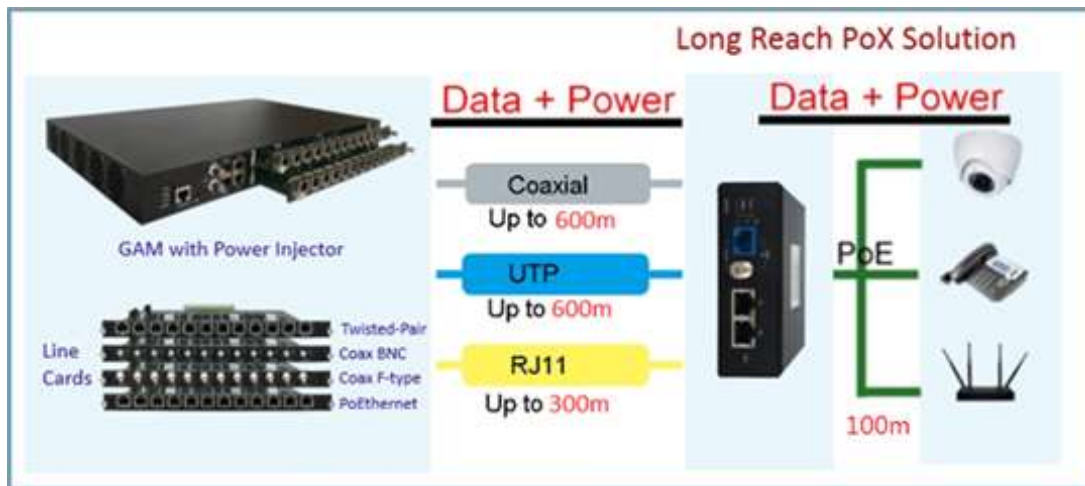 Long Reach PoX Solution
Data + Power
Data + Power
GAM with Power Injector
Coaxial
Up to 600m
UTP
Up to 600m
RJ11
Up to 300m
Line
Cards
Twisted-Pair
Coax BNC
Coax F-type
PoEthernet
PoE
100m